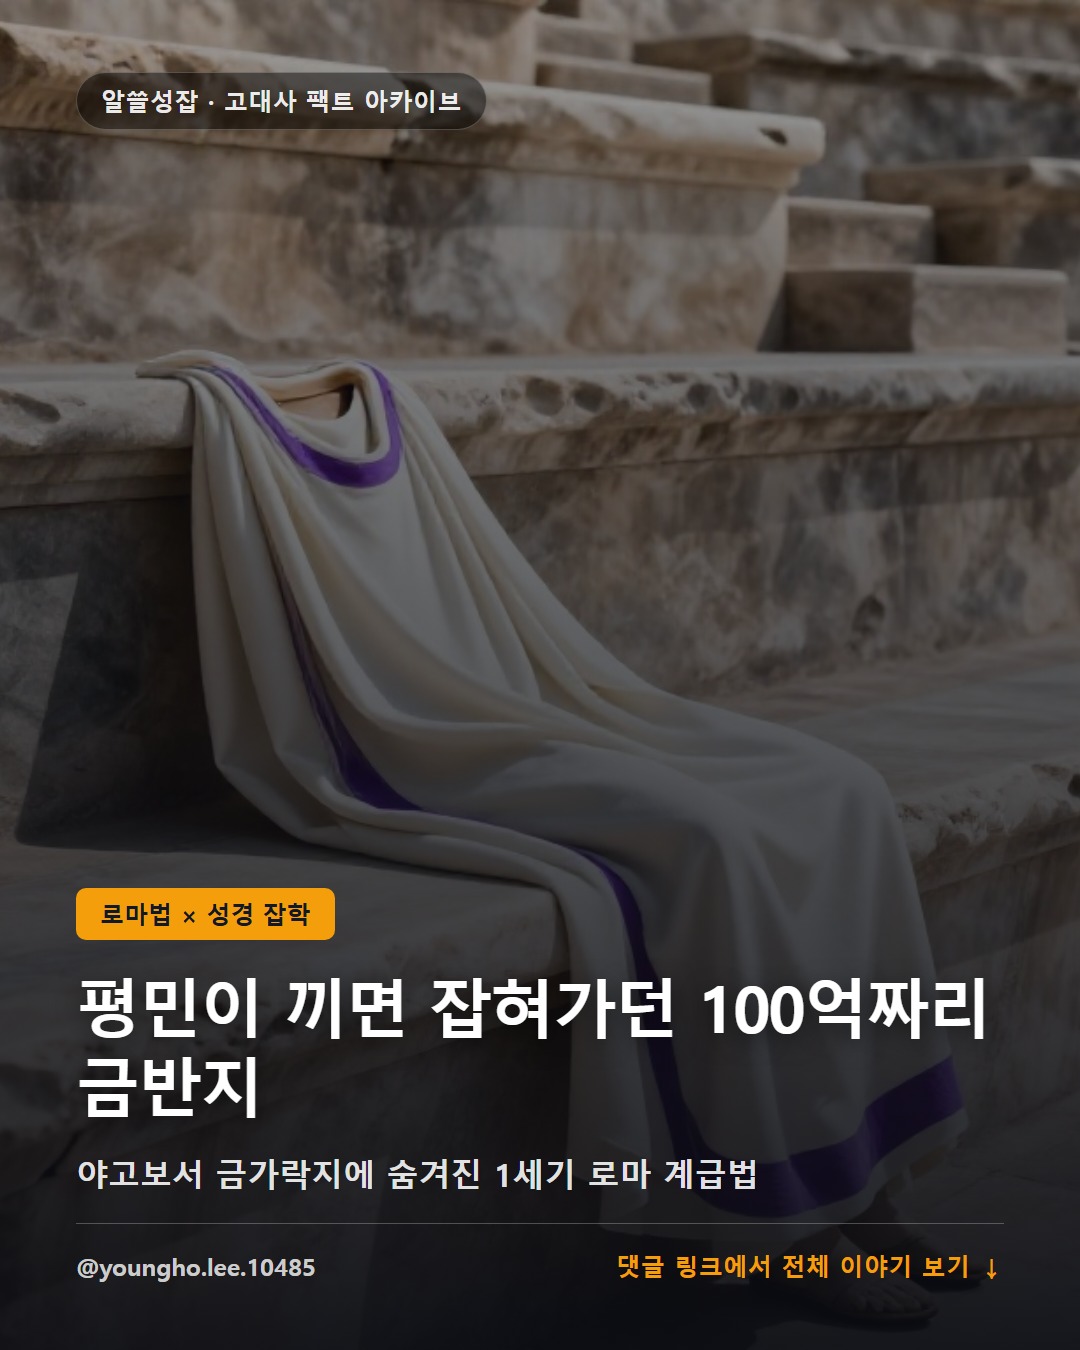 알쓸성잡 · 고대사 팩트 아카이브
로마법 × 성경 잡학
평민이 끼면 잡혀가던 100억짜리
금반지
야고보서 금가락지에 숨겨진 1세기 로마 계급법
@youngho.lee.10485
댓글 링크에서 전체 이야기 보기 ↓